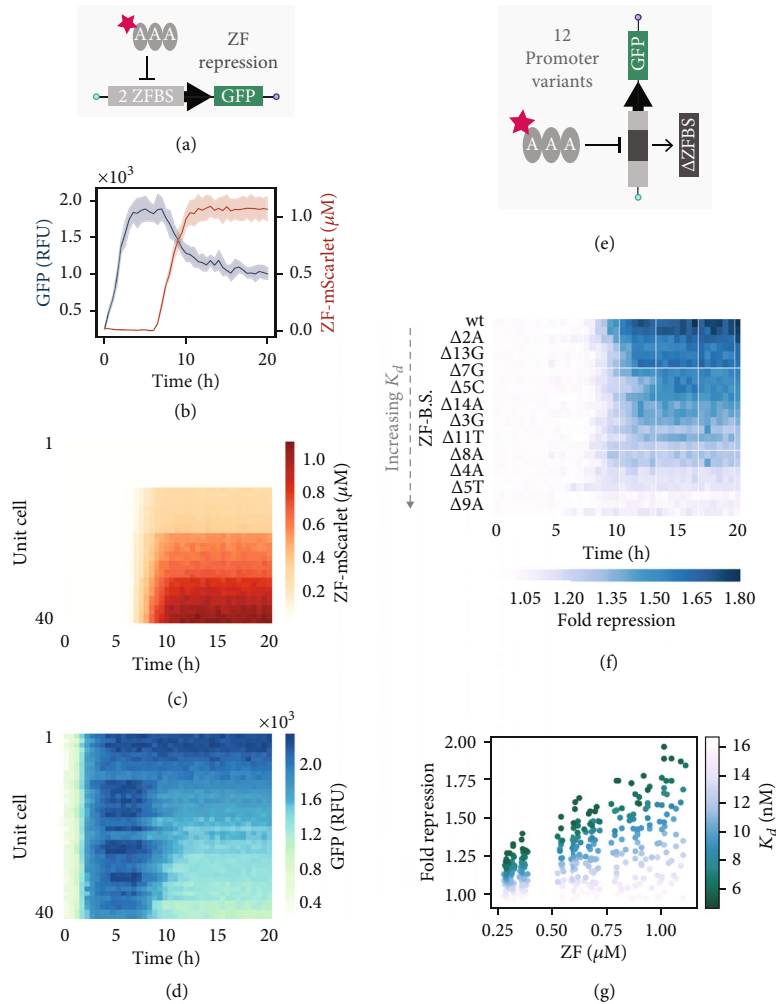 AAA
ZF
repression
2 ZFBS
GFP
(a)
×10³
2.0
1.5
1.0
0.5
GFP (RFU)
1.0
0.5
0.0
ZF-mScarlet (μM)
0 10 20
Time (h)
(b)
1
40
Unit cell
0 5 10 15 20
Time (h)
1.0
0.8
0.6
0.4
0.2
ZF-mScarlet (μM)
(c)
×10³
1
40
Unit cell
0 5 10 15 20
Time (h)
2.0
1.6
1.2
0.8
0.4
GFP (RFU)
(d)
12
Promoter
variants
GFP
A A A
ΔZFBS
(e)
Increasing K_d
ZF-B.S.
wt
Δ2A
Δ13G
Δ7G
Δ5C
Δ14A
Δ3G
Δ11T
Δ8A
Δ4A
Δ5T
Δ9A
0 5 10 15 20
Time (h)
1.05 1.20 1.35 1.50 1.65 1.80
Fold repression
(f)
2.00
1.75
1.50
1.25
1.00
Fold repression
0.25 0.50 0.75 1.00
ZF (μM)
16
14
12
10
8
6
K_d (nM)
(g)